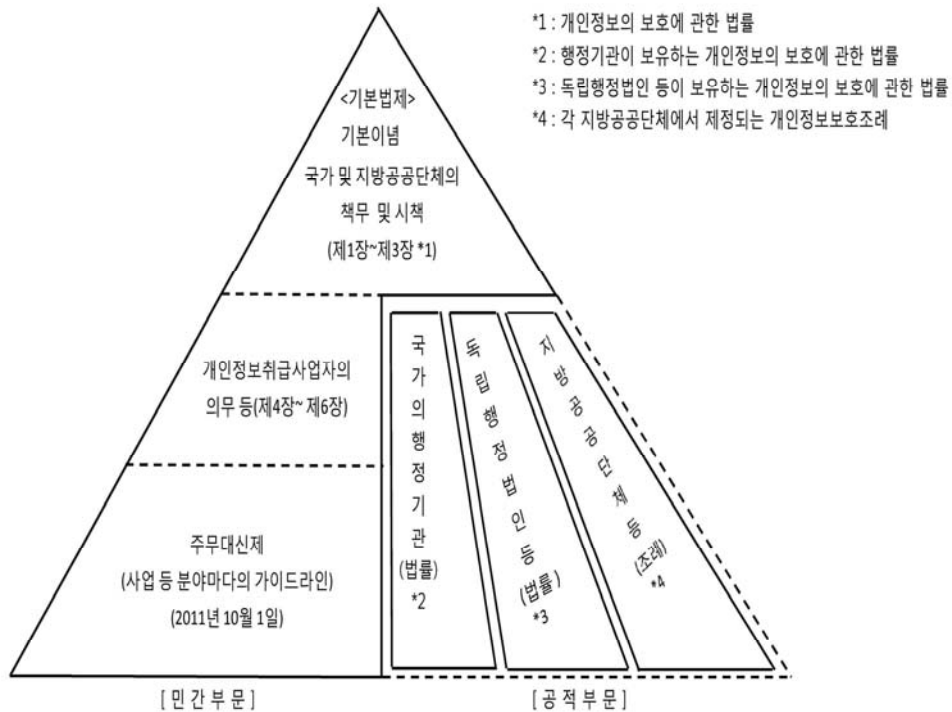 *1 : 개인정보의 보호에 관한 법률
*2 : 행정기관이 보유하는 개인정보의 보호에 관한 법률
*3 : 독립행정법인 등이 보유하는 개인정보의 보호에 관한 법률
*4 : 각 지방공공단체에서 제정되는 개인정보보호조례
<기본법제>
기본이념
국가 및 지방공공단체의
책무 및 시책
(제1장~제3장 *1)
개인정보취급사업자의
의무 등(제4장~ 제6장)
주무대신제
(사업 등 분야마다의 가이드라인)
(2011년 10월 1일)
국가의행정기관
(법률)
*2
독립행정법인등
(법률)
*3
지방공공단체등
(조례)
*4
[ 민간부문 ]
[ 공적부문 ]